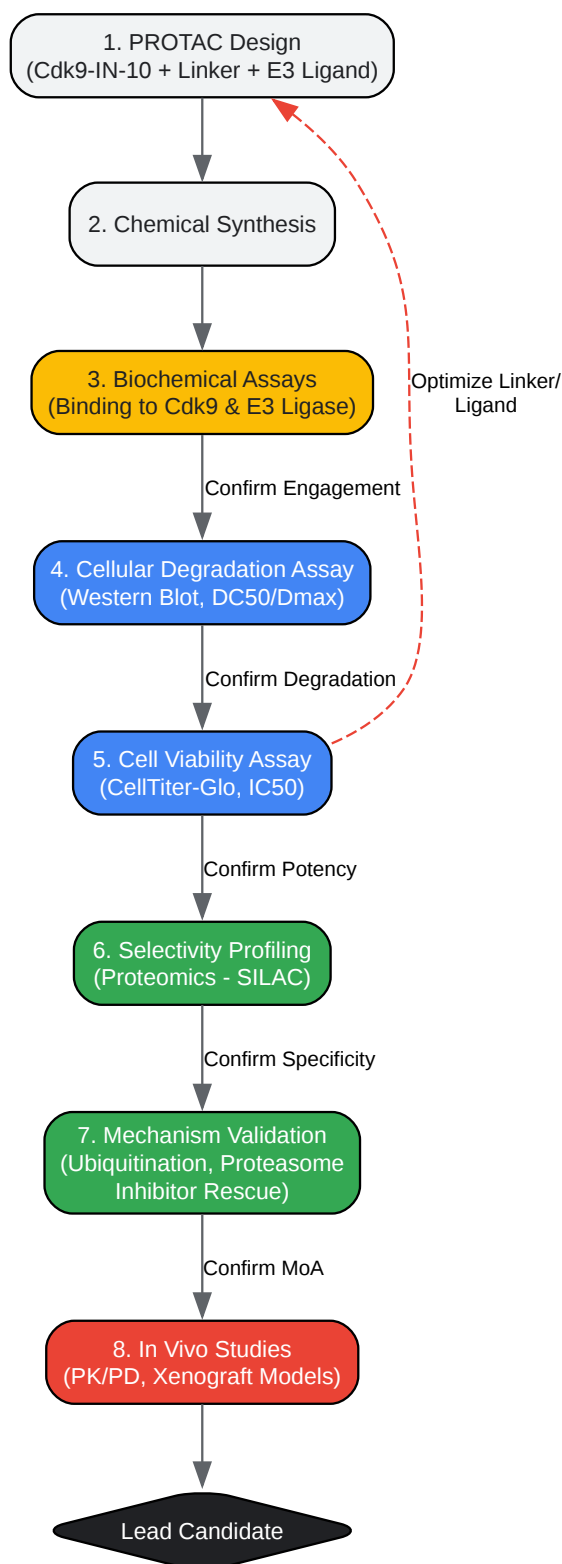 1. PROTAC Design
(Cdk9-IN-10 + Linker + E3 Ligand)
2. Chemical Synthesis
3. Biochemical Assays
(Binding to Cdk9 & E3 Ligase)
Optimize Linker/
Ligand
Confirm Engagement
4. Cellular Degradation Assay
(Western Blot, DC50/Dmax)
Confirm Degradation
5. Cell Viability Assay
(CellTiter-Glo, IC50)
Confirm Potency
6. Selectivity Profiling
(Proteomics - SILAC)
Confirm Specificity
7. Mechanism Validation
(Ubiquitination, Proteasome
Inhibitor Rescue)
Confirm MoA
8. In Vivo Studies
(PK/PD, Xenograft Models)
Lead Candidate